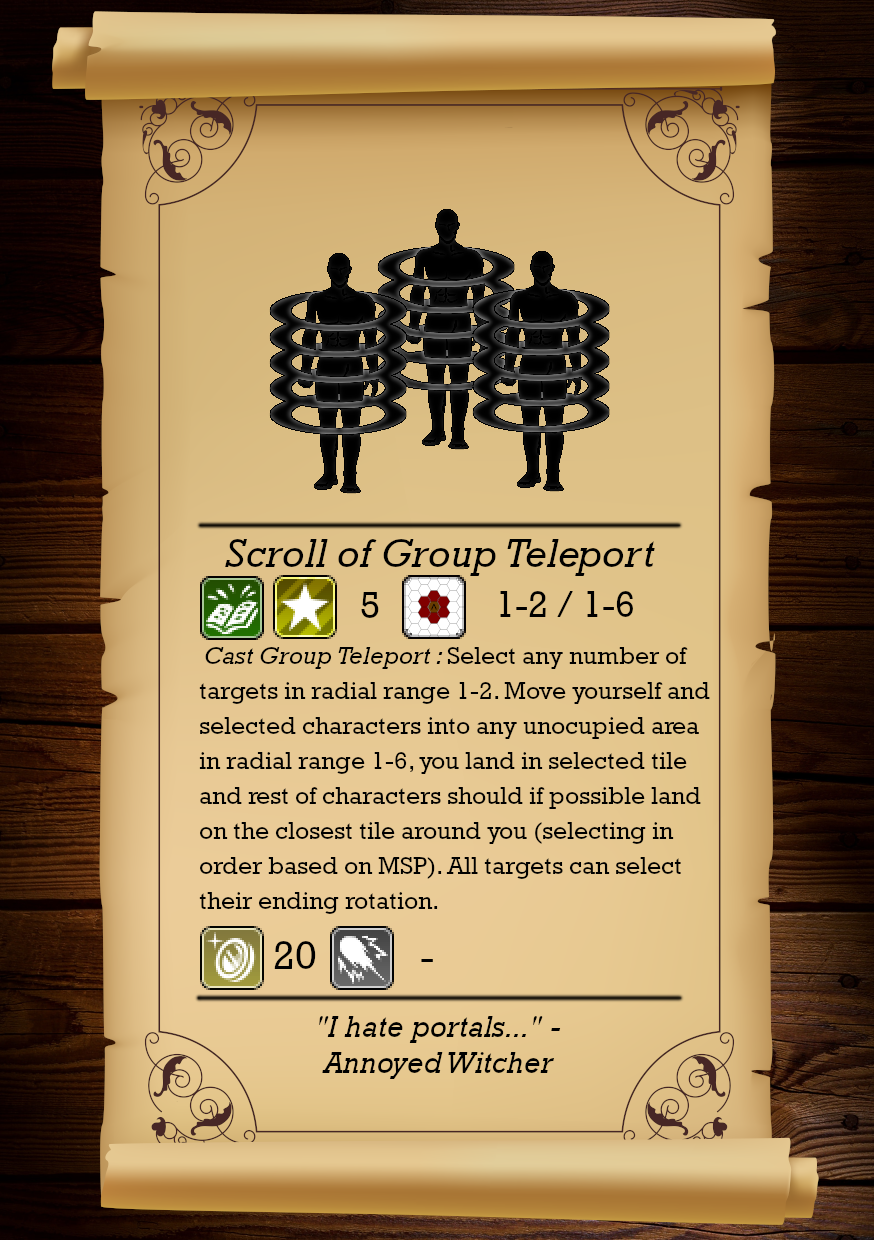 Scroll of Group Teleport
5 1-2 / 1-6
Cast Group Teleport : Select any number of
targets in radial range 1-2. Move yourself and
selected characters into any unocupied area
in radial range 1-6, you land in selected tile
and rest of characters should if possible land
on the closest tile around you (selecting in
order based on MSP). All targets can select
their ending rotation.
20 -
"I hate portals..." -
Annoyed Witcher